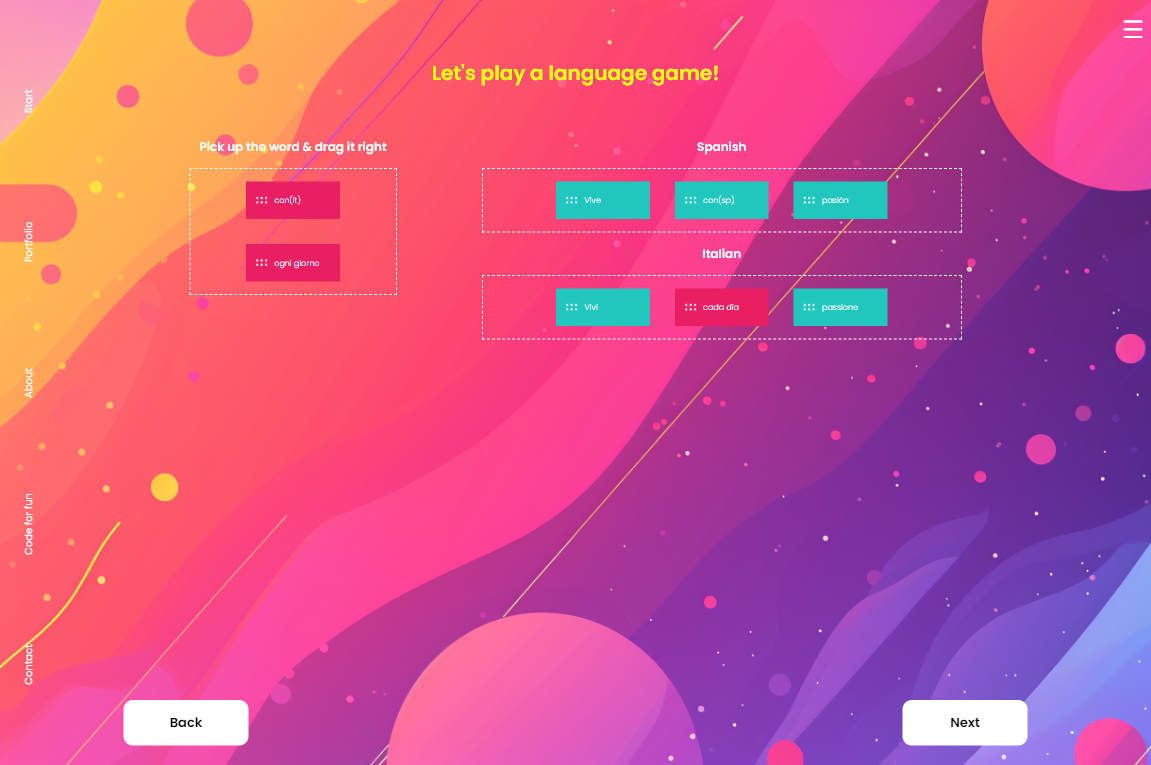 Let's play a language game!
Start
Portfolio
About
Code for fun
Contact
Pick up the word & drag it right
con(it)
ogni giorno
Spanish
Vive
con(sp)
pasión
Italian
Vivi
cada día
passione
Back
Next